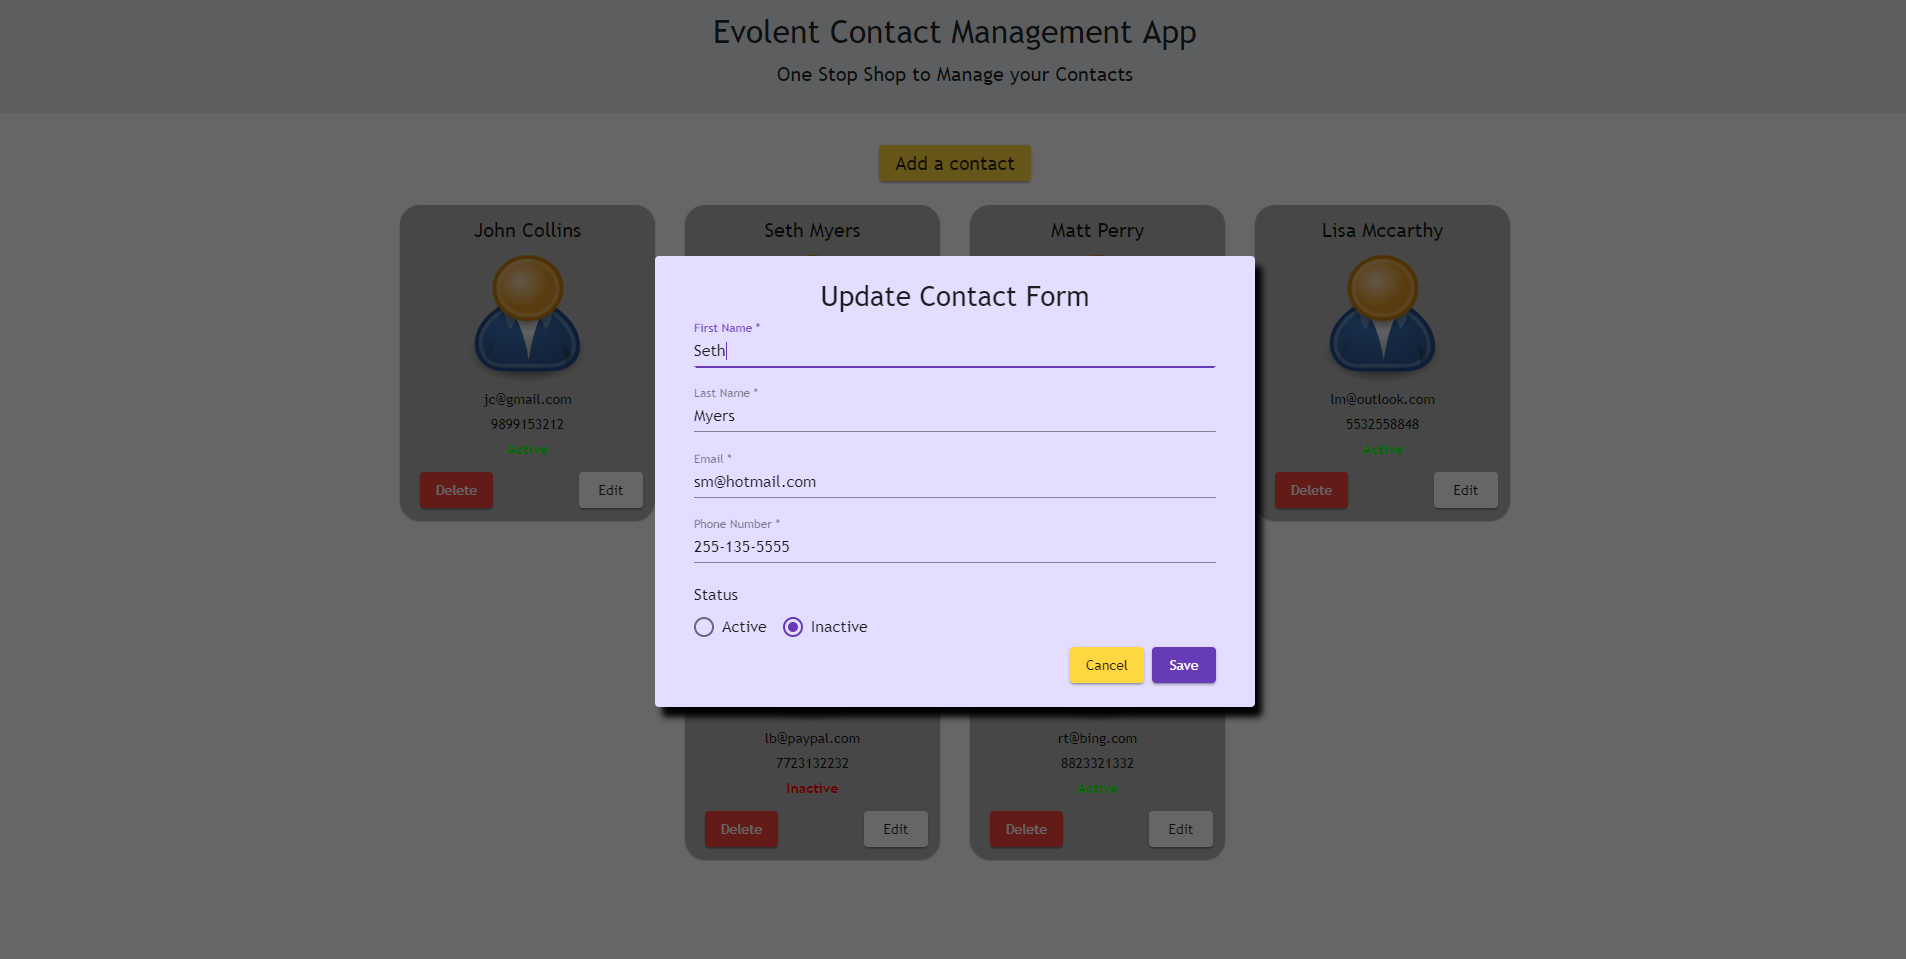 Evolent Contact Management App
One Stop Shop to Manage your Contacts
Add a contact
John Collins
Seth Myers
Matt Perry
Lisa Mccarthy
jc@gmail.com
9899153212
Active
Delete
Edit
Update Contact Form
First Name *
Seth
Last Name *
Myers
Email *
sm@hotmail.com
Phone Number *
255-135-5555
Status
Active
Inactive
Cancel
Save
lm@outlook.com
5532558848
Active
Delete
Edit
lb@paypal.com
7723132232
Inactive
Delete
Edit
rt@bing.com
8823321332
Active
Delete
Edit